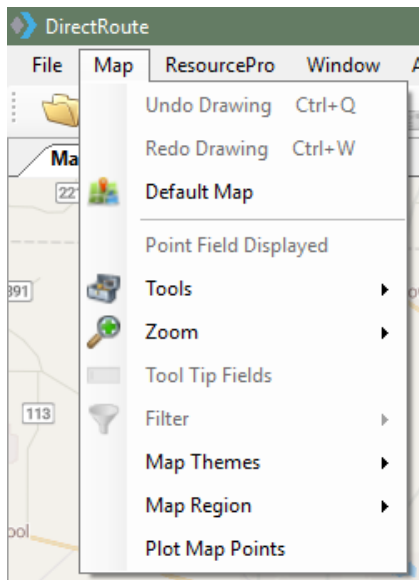 DirectRoute
File Map ResourcePro Window
Undo Drawing Ctrl+Q
Redo Drawing Ctrl+W
Default Map
Point Field Displayed
Tools
Zoom
Tool Tip Fields
Filter
Map Themes
Map Region
Plot Map Points
113